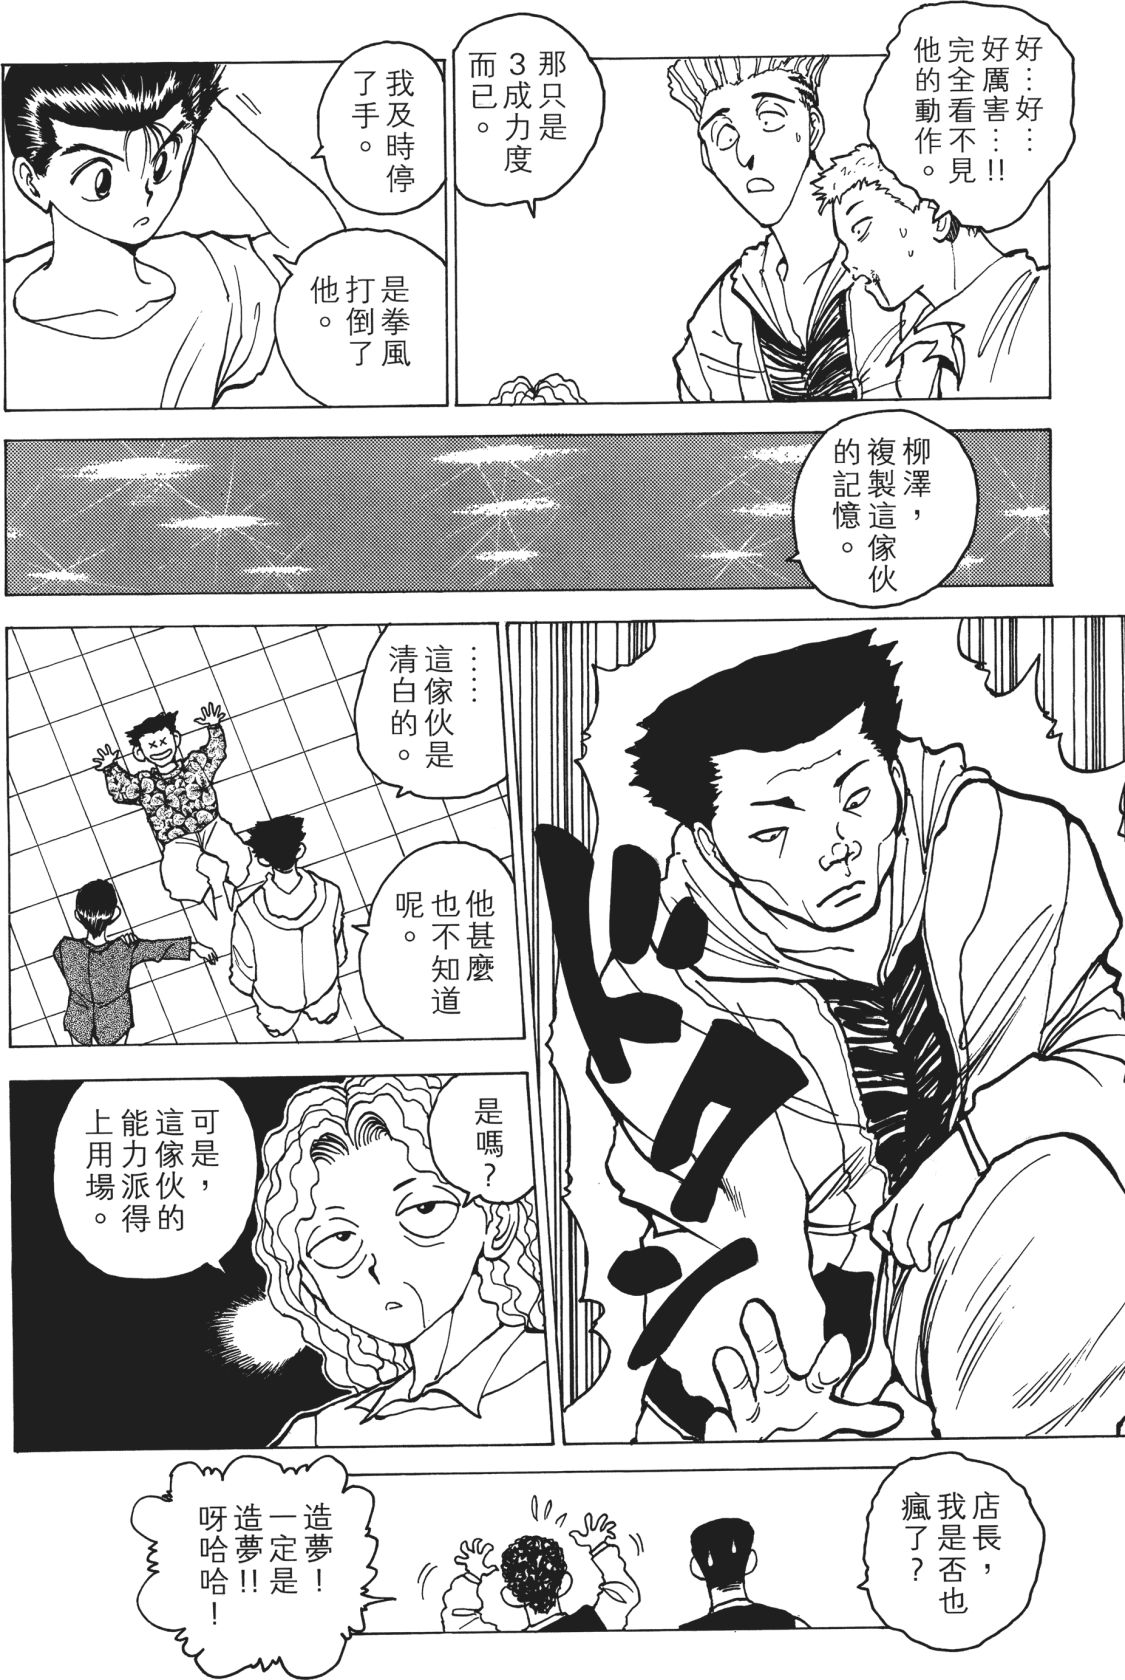 好…好…
好厲害…!!
完全看不見
他的動作。
那只是
3成力度
而已。
我及時停
了手。
是拳風
打倒了
他。
柳澤，
複製這傢伙
的記憶。
ドクン
……
這傢伙是
清白的。
他甚麼
也不知道
呢。
是嗎?
可是，
這傢伙的
能力派得
上用場。
店長，
我是否也
瘋了?
造夢!
一定是
造夢!!
呀哈哈!